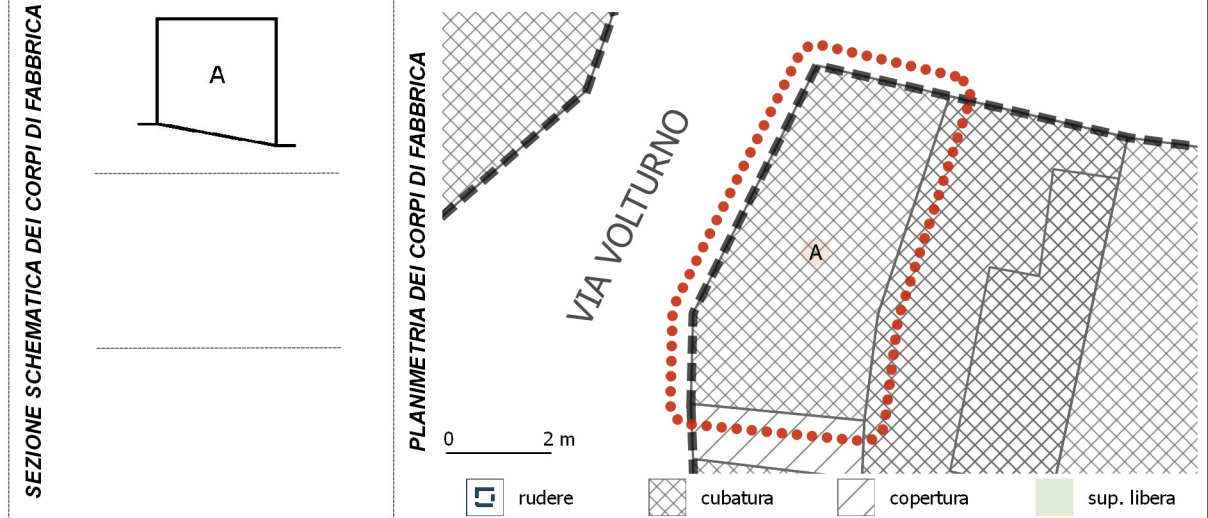 SEZIONE SCHEMATICA DEI CORPI DI FABBRICA
A
PLANIMETRIA DEI CORPI DI FABBRICA
VIA VOLTURNO
A
0 2 m
rudere cubatura copertura sup. libera